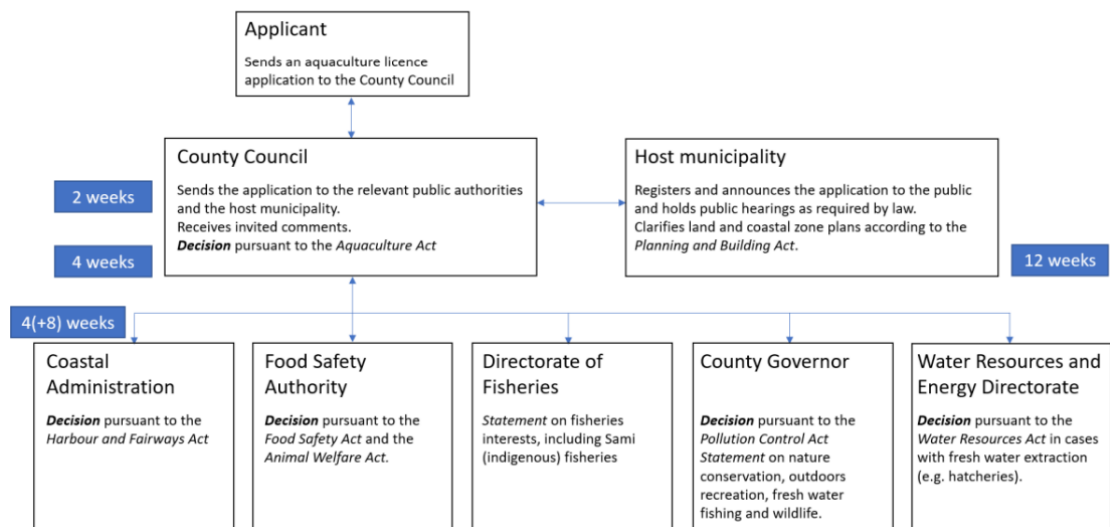 Applicant
Sends an aquaculture licence
application to the County Council
County Council
Sends the application to the relevant public authorities
and the host municipality.
Receives invited comments.
Decision pursuant to the Aquaculture Act
2 weeks
4 weeks
Host municipality
Registers and announces the application to the public
and holds public hearings as required by law.
Clarifies land and coastal zone plans according to the
Planning and Building Act.
12 weeks
4(+8) weeks
Coastal
Administration
Decision pursuant to the
Harbour and Fairways Act
Food Safety
Authority
Decision pursuant to the
Food Safety Act and the
Animal Welfare Act.
Directorate of
Fisheries
Statement on fisheries
interests, including Sami
(indigenous) fisheries
County Governor
Decision pursuant to the
Pollution Control Act
Statement on nature
conservation, outdoors
recreation, fresh water
fishing and wildlife.
Water Resources and
Energy Directorate
Decision pursuant to the
Water Resources Act in cases
with fresh water extraction
(e.g. hatcheries).